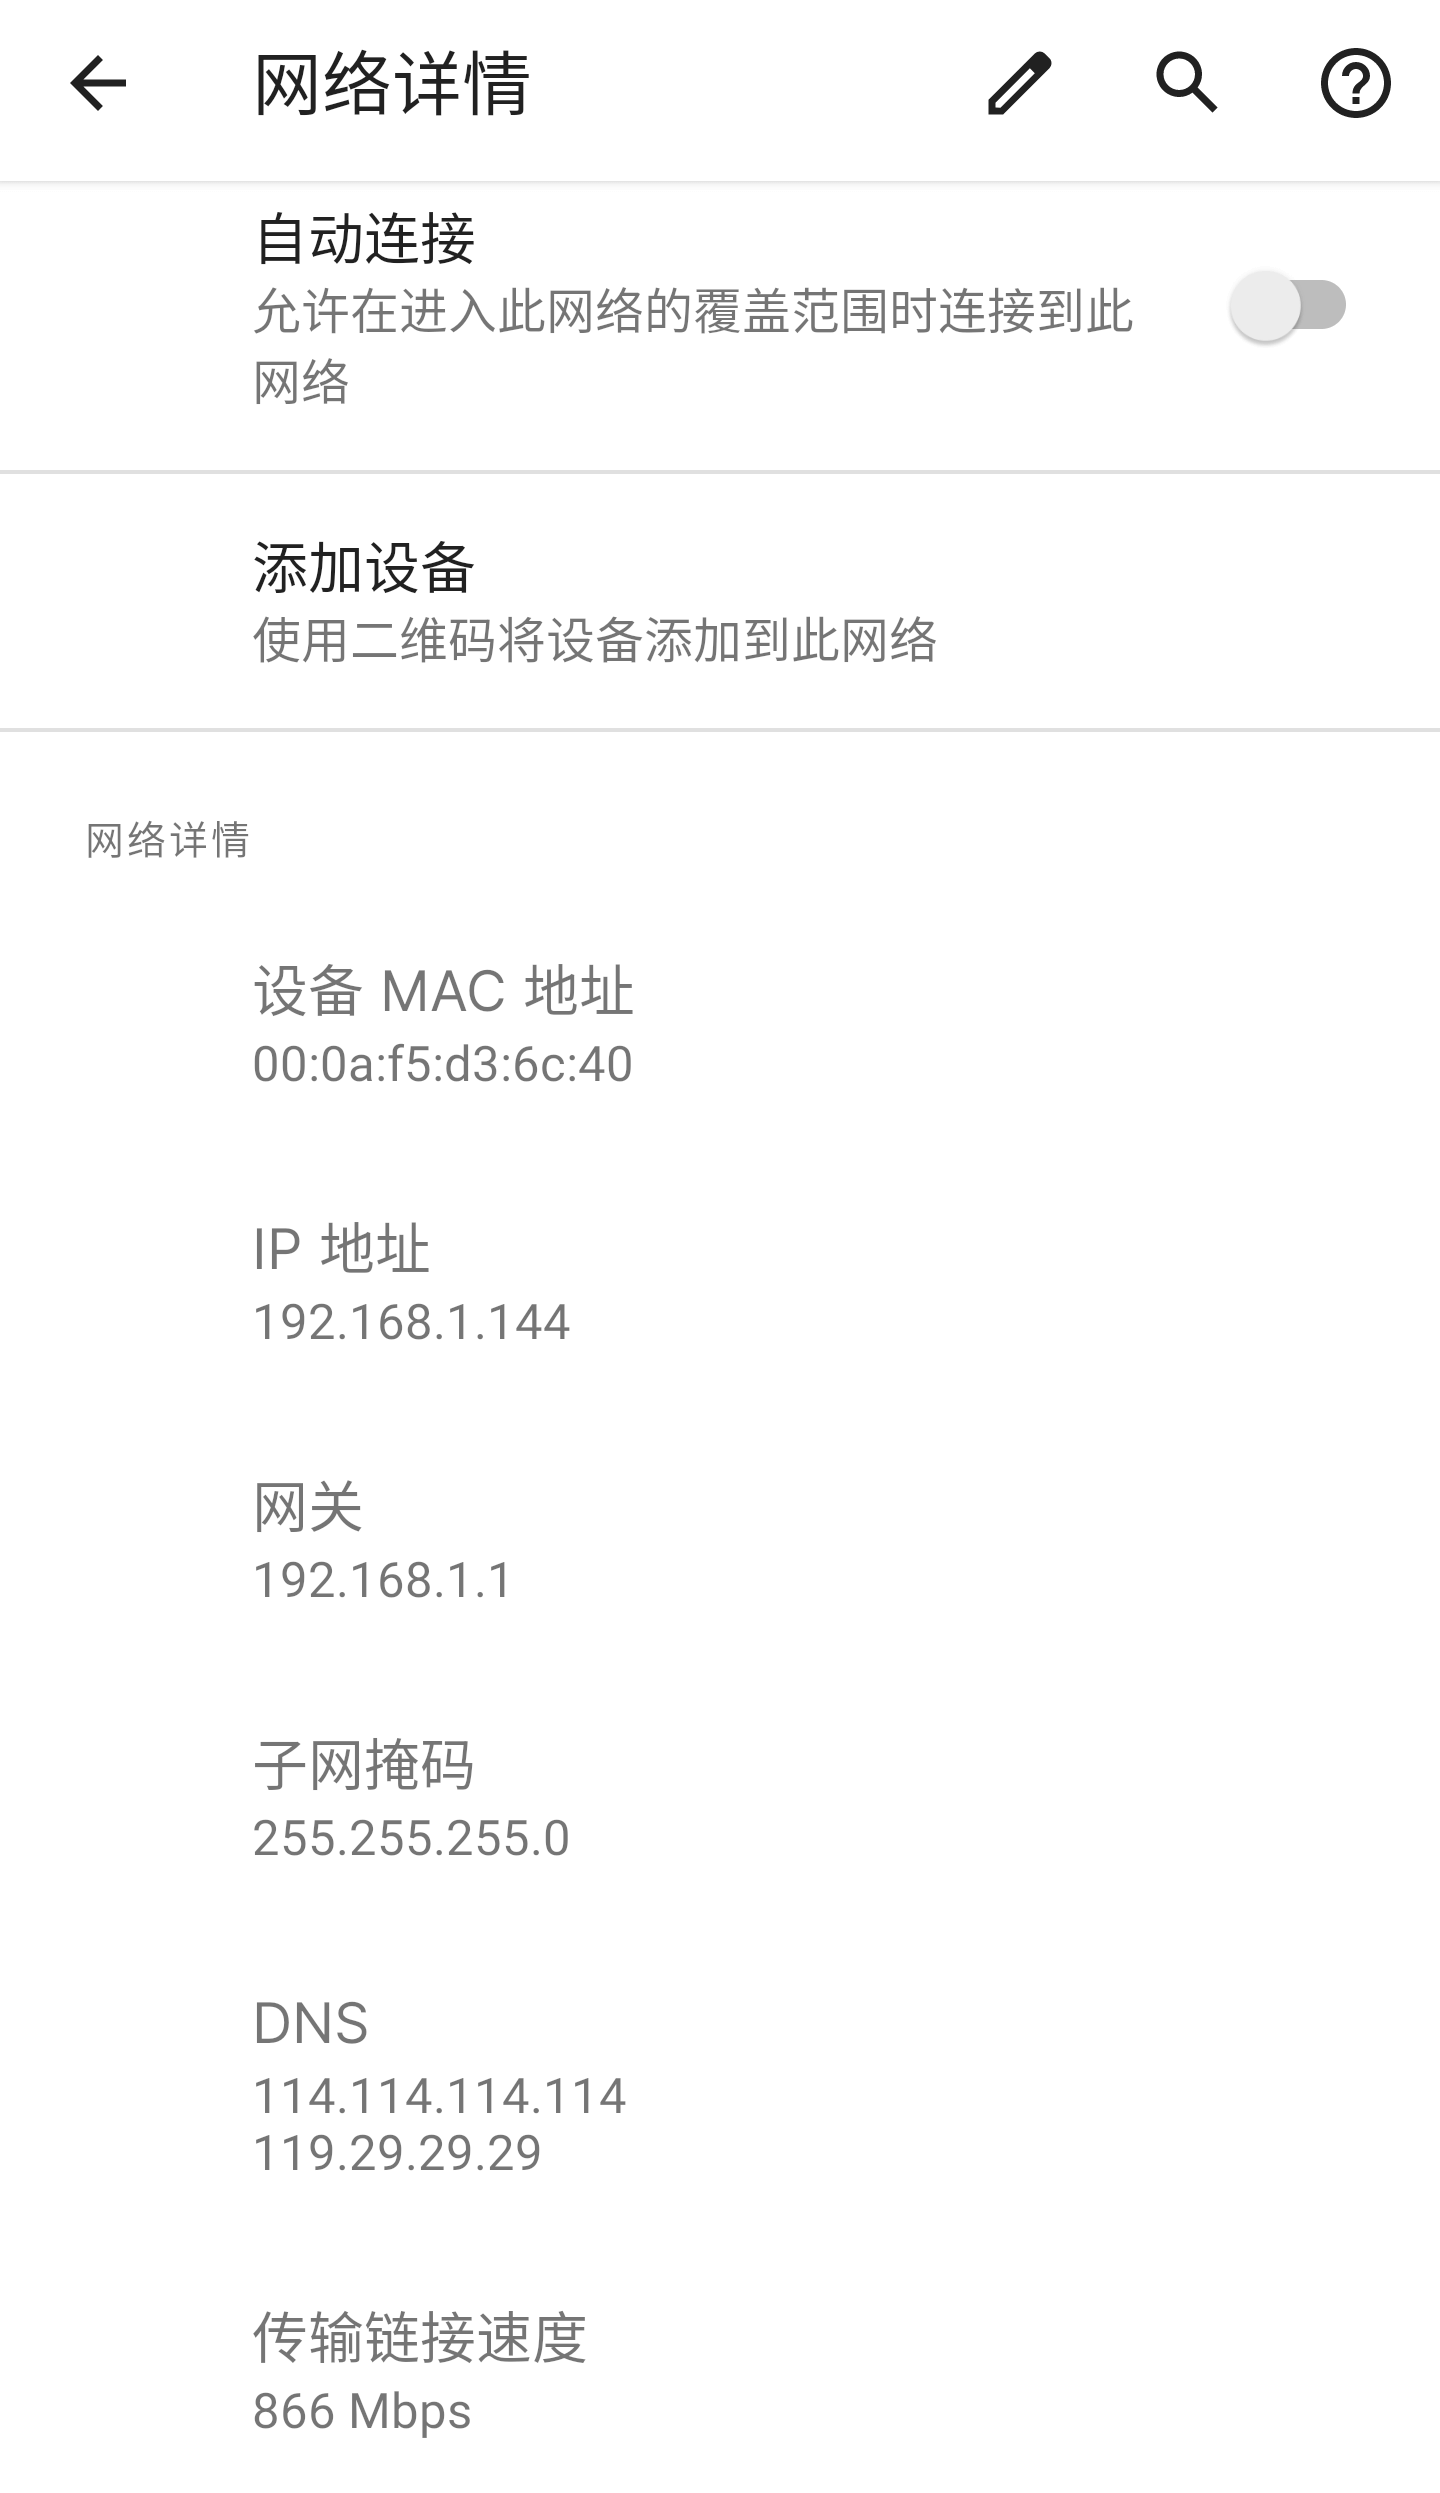 网络详情
自动连接
允许在进入此网络的覆盖范围时连接到此
网络
添加设备
使用二维码将设备添加到此网络
网络详情
设备 MAC 地址
00:0a:f5:d3:6c:40
IP 地址
192.168.1.144
网关
192.168.1.1
子网掩码
255.255.255.0
DNS
114.114.114.114
119.29.29.29
传输链接速度
866 Mbps